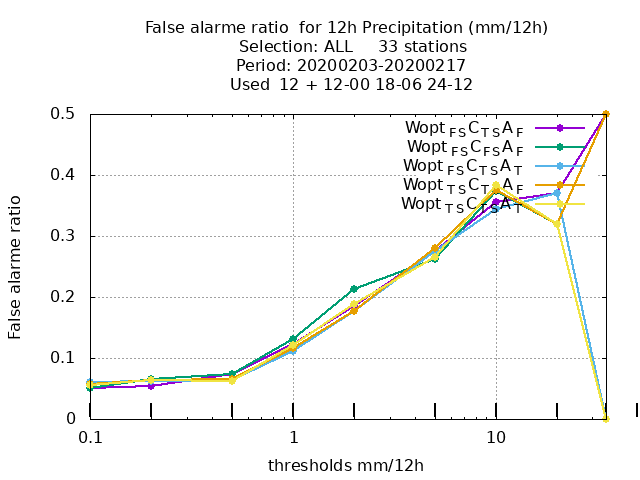 False alarme ratio  for 12h Precipitation (mm/12h)
Selection: ALL     33 stations
Period: 20200203-20200217
Used  12 + 12-00 18-06 24-12
Wopt FS C TS A F
Wopt FS C FS A F
Wopt FS C TS A T
Wopt TS C TS A F
Wopt TS C TS A T
False alarme ratio
0.5
0.4
0.3
0.2
0.1
0
0.1 1 10
thresholds mm/12h